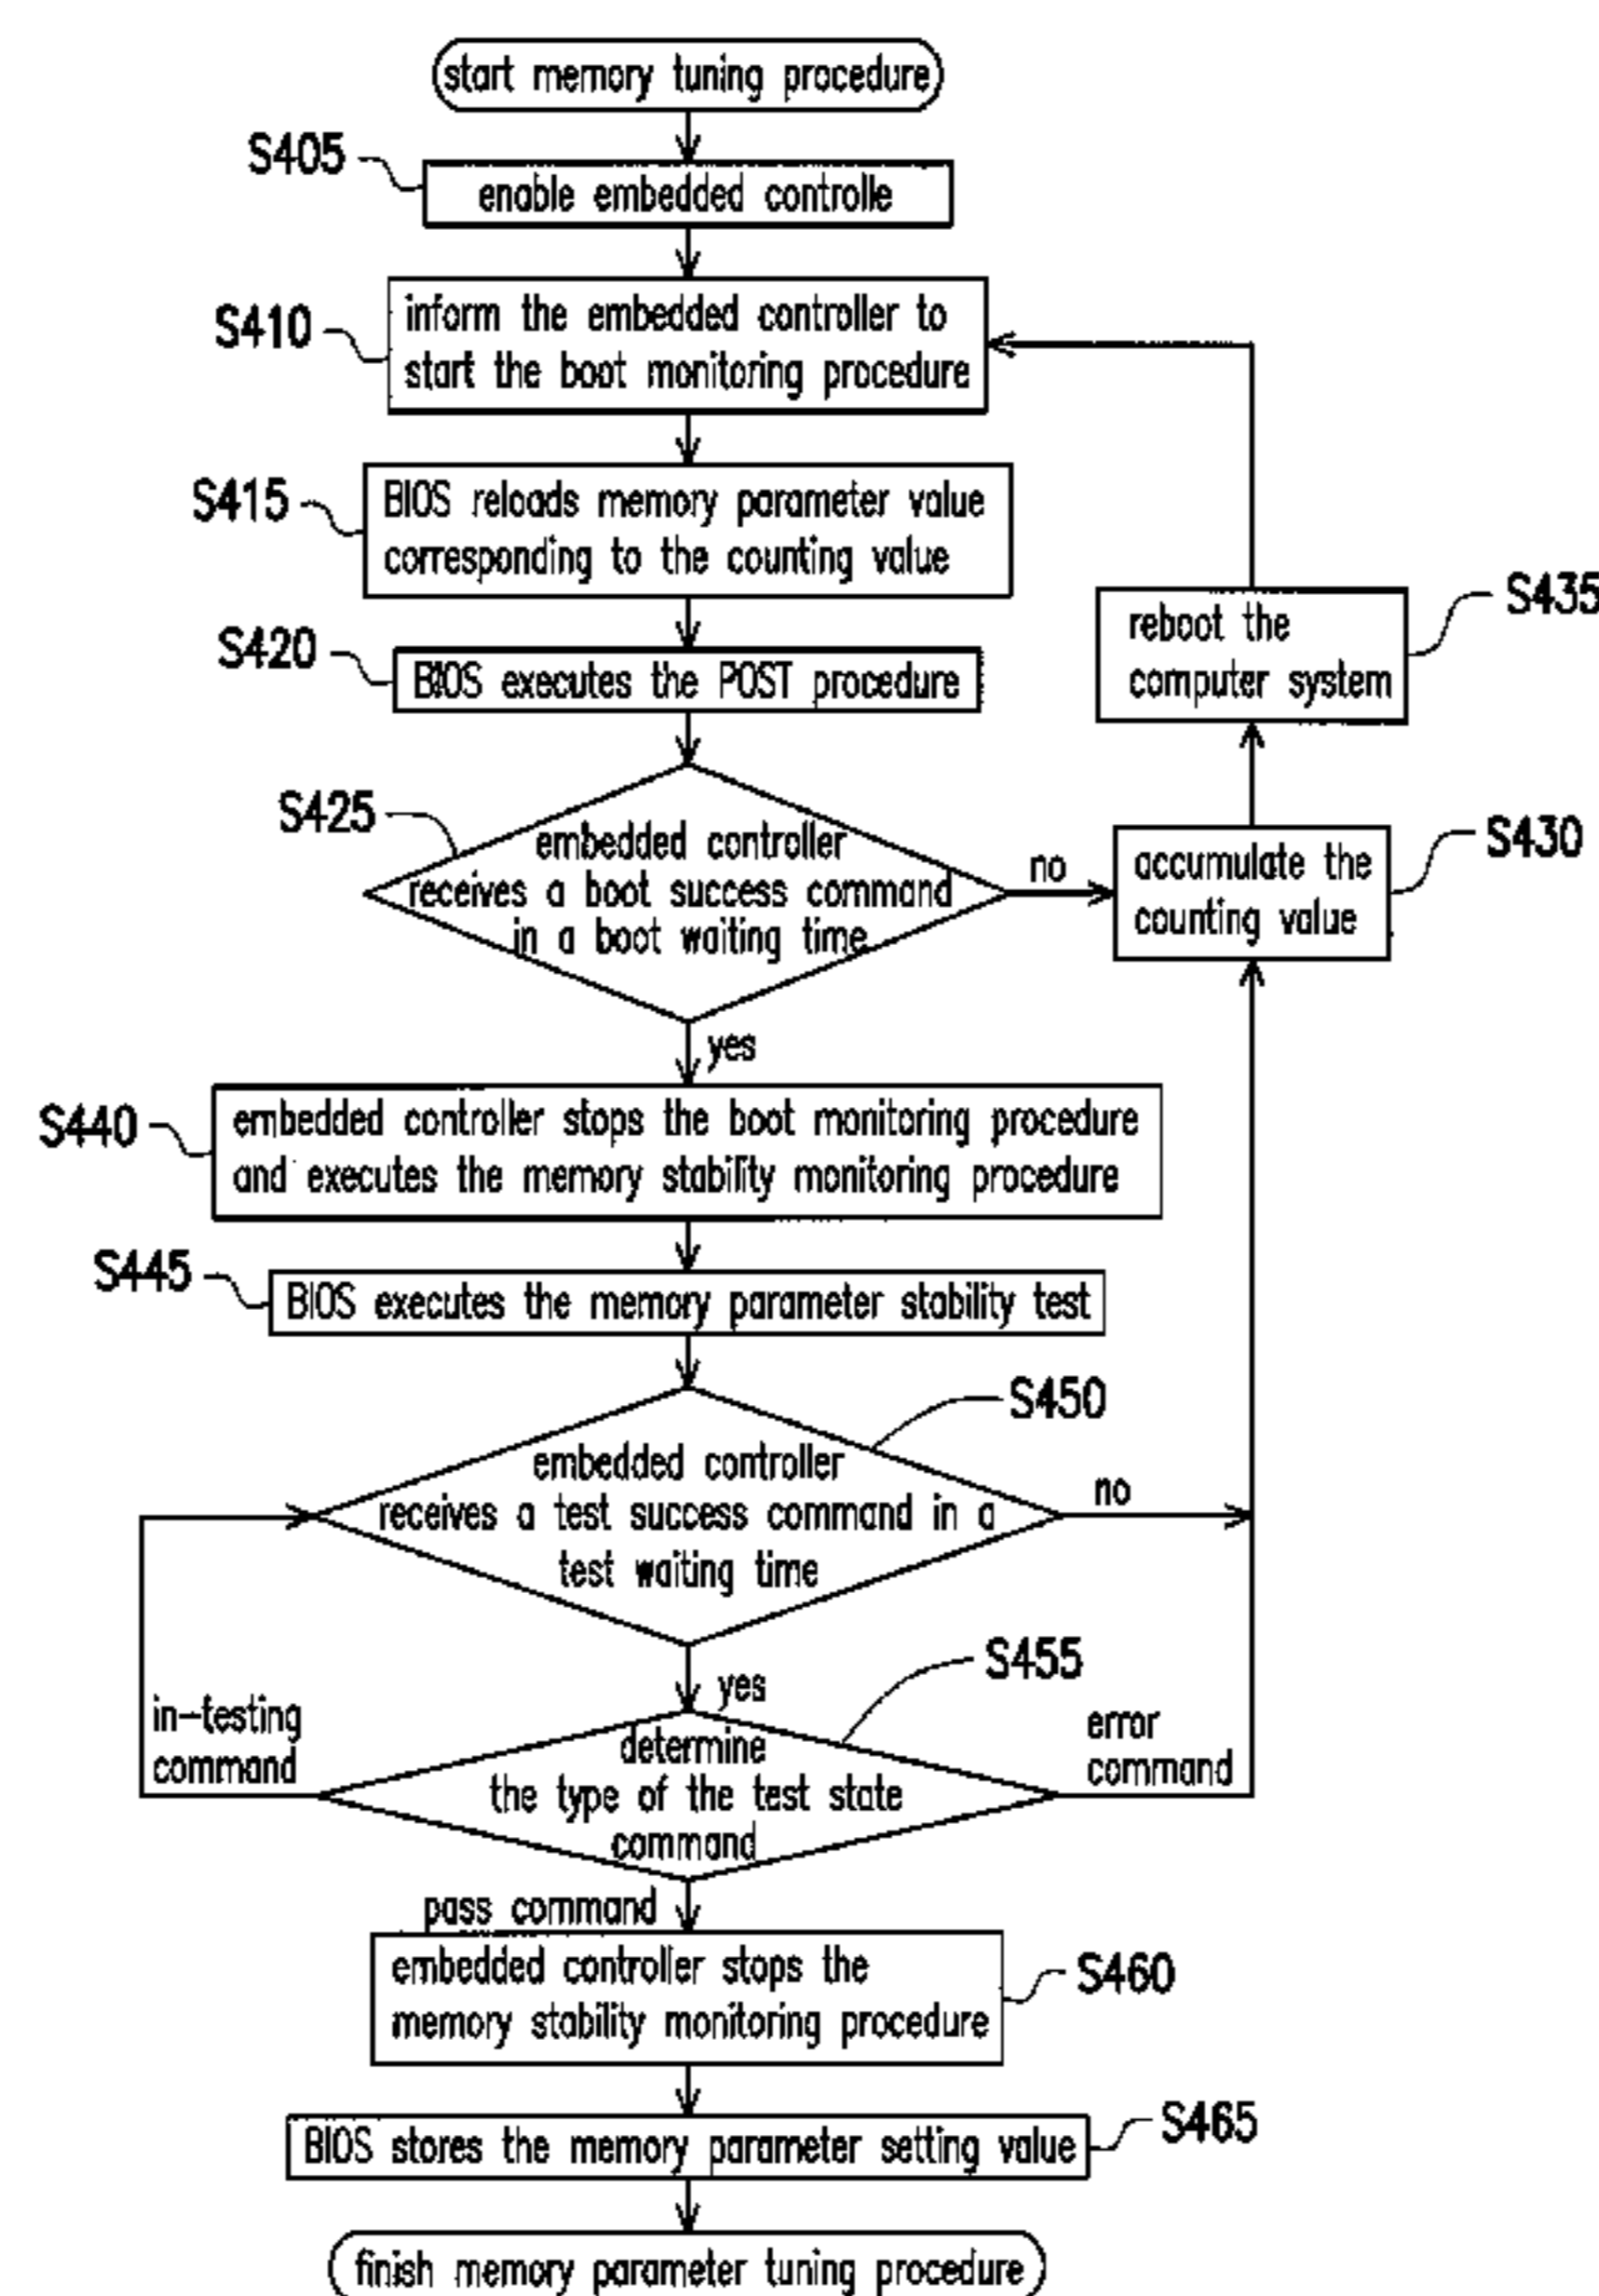 start memory tuning procedure
S405
enable embedded controlle
S410
inform the embedded controller to
start the boot monitoring procedure
S415
BIOS reloads memory parameter value
corresponding to the counting value
S435
reboot the
computer system
S420
BIOS executes the POST procedure
S425
embedded controller
receives a boot success command
in a boot waiting time
no
S430
accumulate the
counting value
yes
S440
embedded controller stops the boot monitoring procedure
and executes the memory stability monitoring procedure
S445
BIOS executes the memory parameter stability test
S450
embedded controller
receives a test success command in a
test waiting time
no
yes
S455
in-testing
command
determine
the type of the test state
command
error
command
pass command
S460
embedded controller stops the
memory stability monitoring procedure
S465
BIOS stores the memory parameter setting value
finish memory parameter tuning procedure